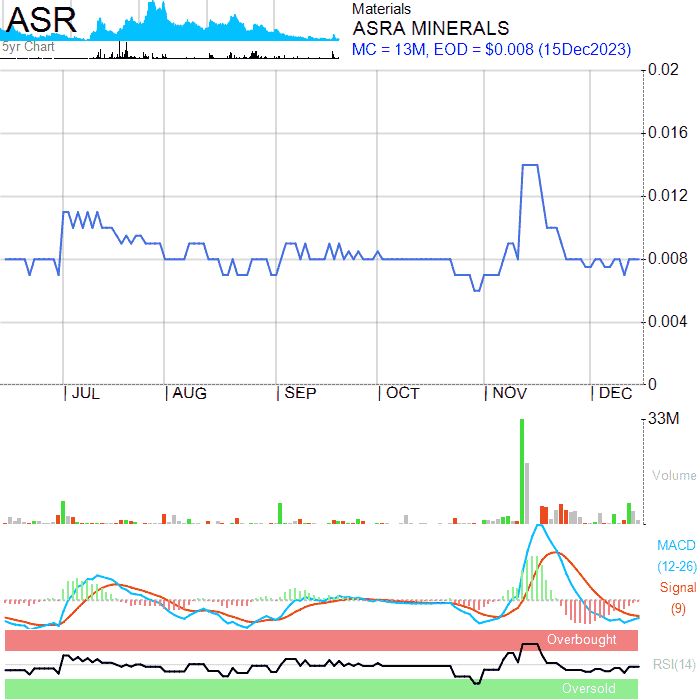 ASR
5yr Chart
Materials
ASRA MINERALS
MC = 13M, EOD = $0.008 (15Dec2023)
0.02
0.016
0.012
0.008
0.004
0
JUL AUG SEP OCT NOV DEC
33M
Volume
MACD
(12-26)
Signal
(9)
Overbought
RSI(14)
Oversold